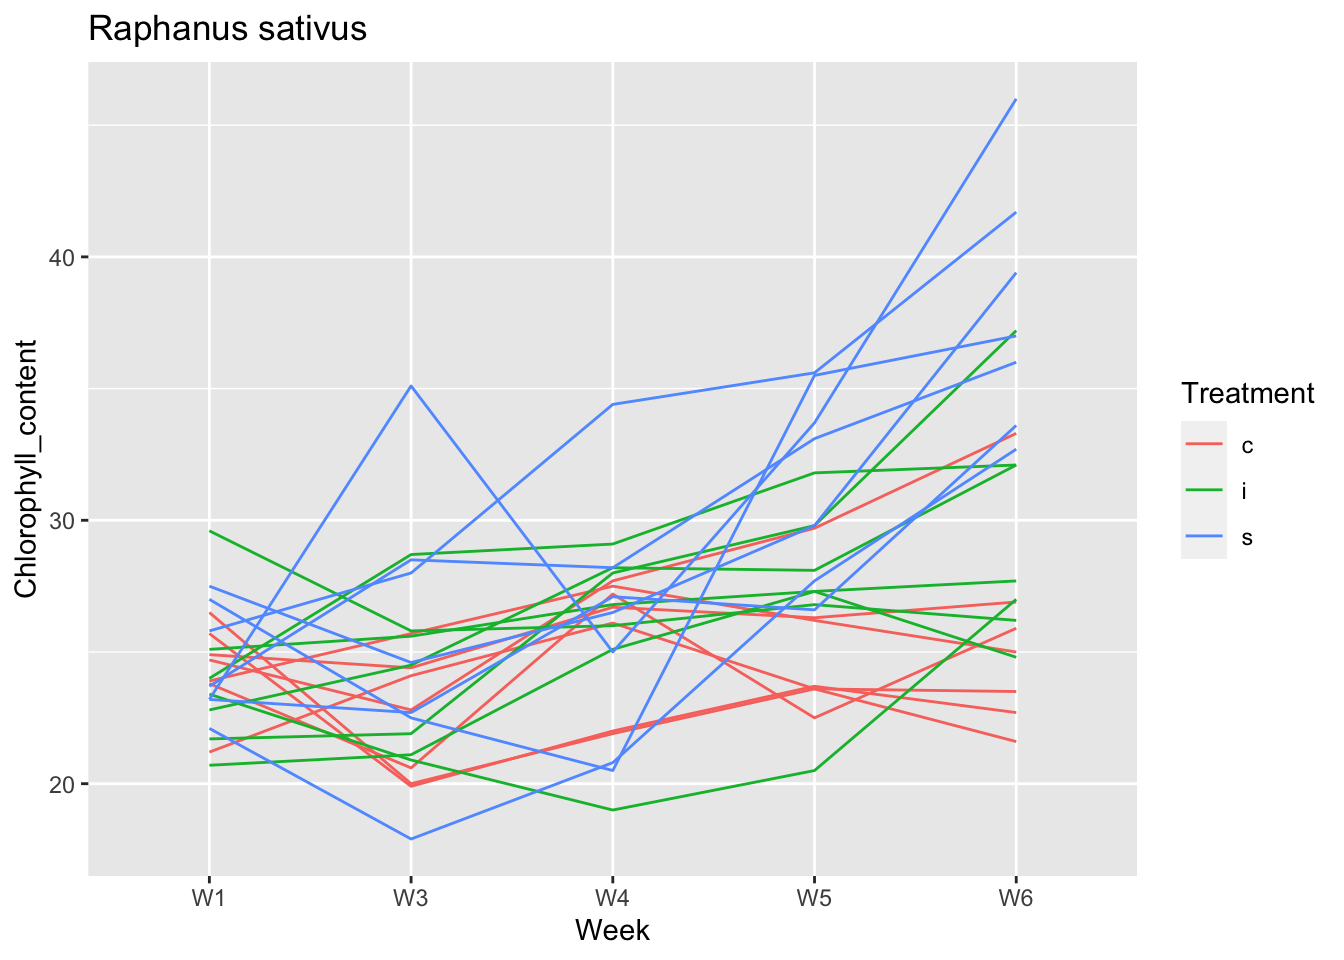 Raphanus sativus
Chlorophyll_content
40
30
20
W1 W3 W4 W5 W6
Week
Treatment
c
i
s